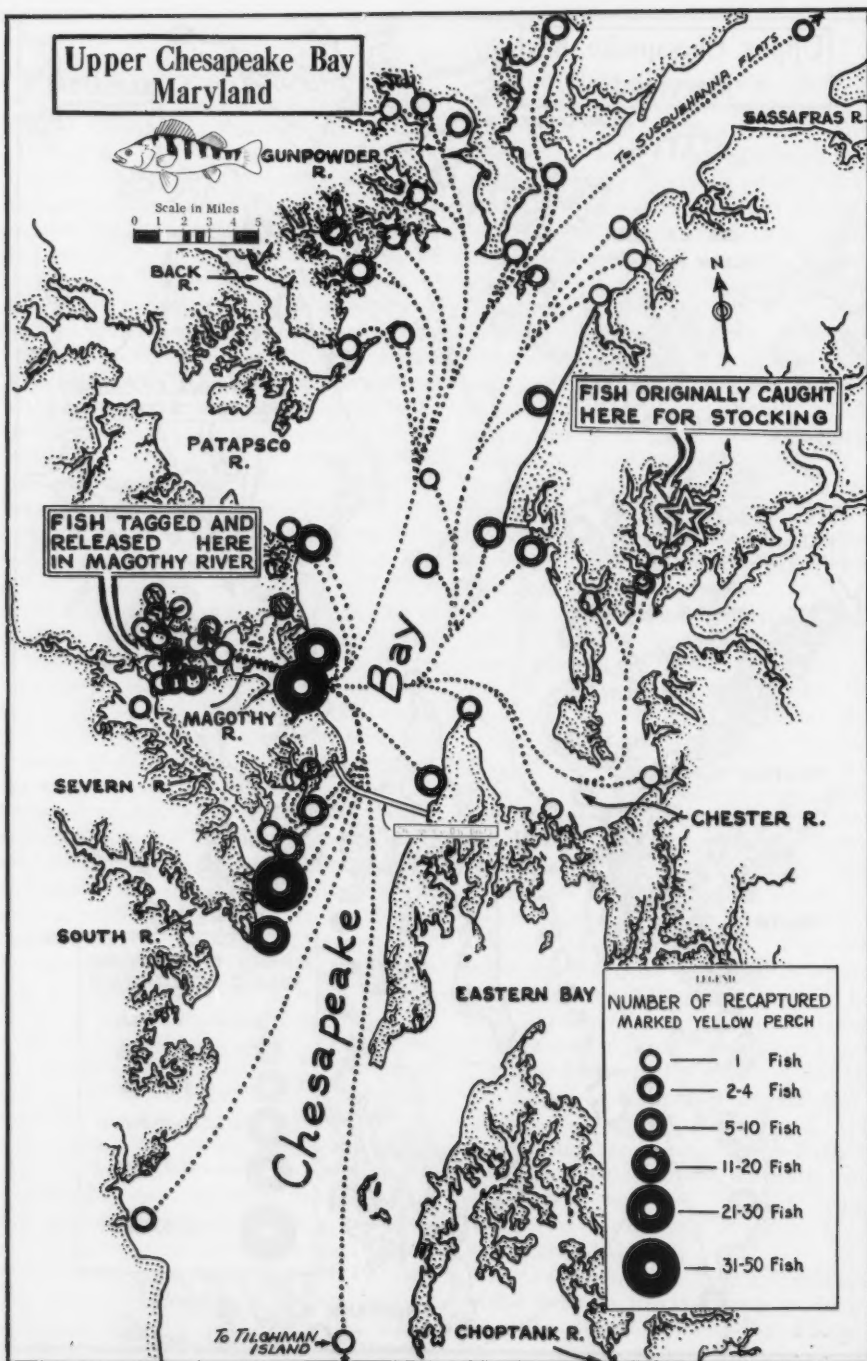 Upper Chesapeake Bay
Maryland
Scale in Miles
0 1 2 3 4 5
GUNPOWDER
R.
TO SUSQUEHANNA FLATS
SASSAFRAS R.
BACK
R.
N
FISH ORIGINALLY CAUGHT
HERE FOR STOCKING
PATAPSCO
R.
FISH TAGGED AND
RELEASED HERE
IN MAGOTHY RIVER
Bay
MAGOTHY
R.
SEVERN R.
CHESTER R.
SOUTH R.
Chesapeake
EASTERN BAY
LEGEND
NUMBER OF RECAPTURED
MARKED YELLOW PERCH
1 Fish
2-4 Fish
5-10 Fish
11-20 Fish
21-30 Fish
31-50 Fish
TO TILGHMAN
ISLAND
CHOPTANK R.